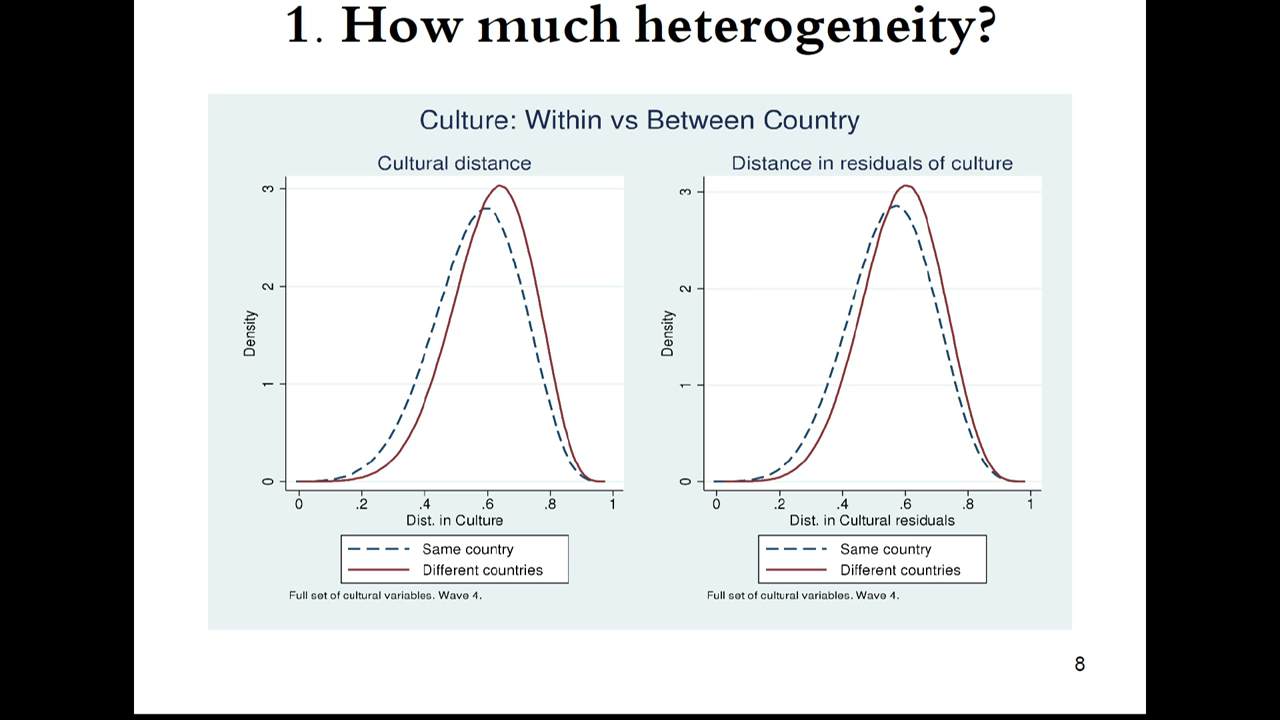 1. How much heterogeneity?
Culture: Within vs Between Country
Cultural distance
3
2
1
0
Density
0 .2 .4 .6 .8 1
Dist. in Culture
Same country
Different countries
Full set of cultural variables. Wave 4.
Distance in residuals of culture
3
2
1
0
Density
0 .2 .4 .6 .8 1
Dist. in Cultural residuals
Same country
Different countries
Full set of cultural variables. Wave 4.
8